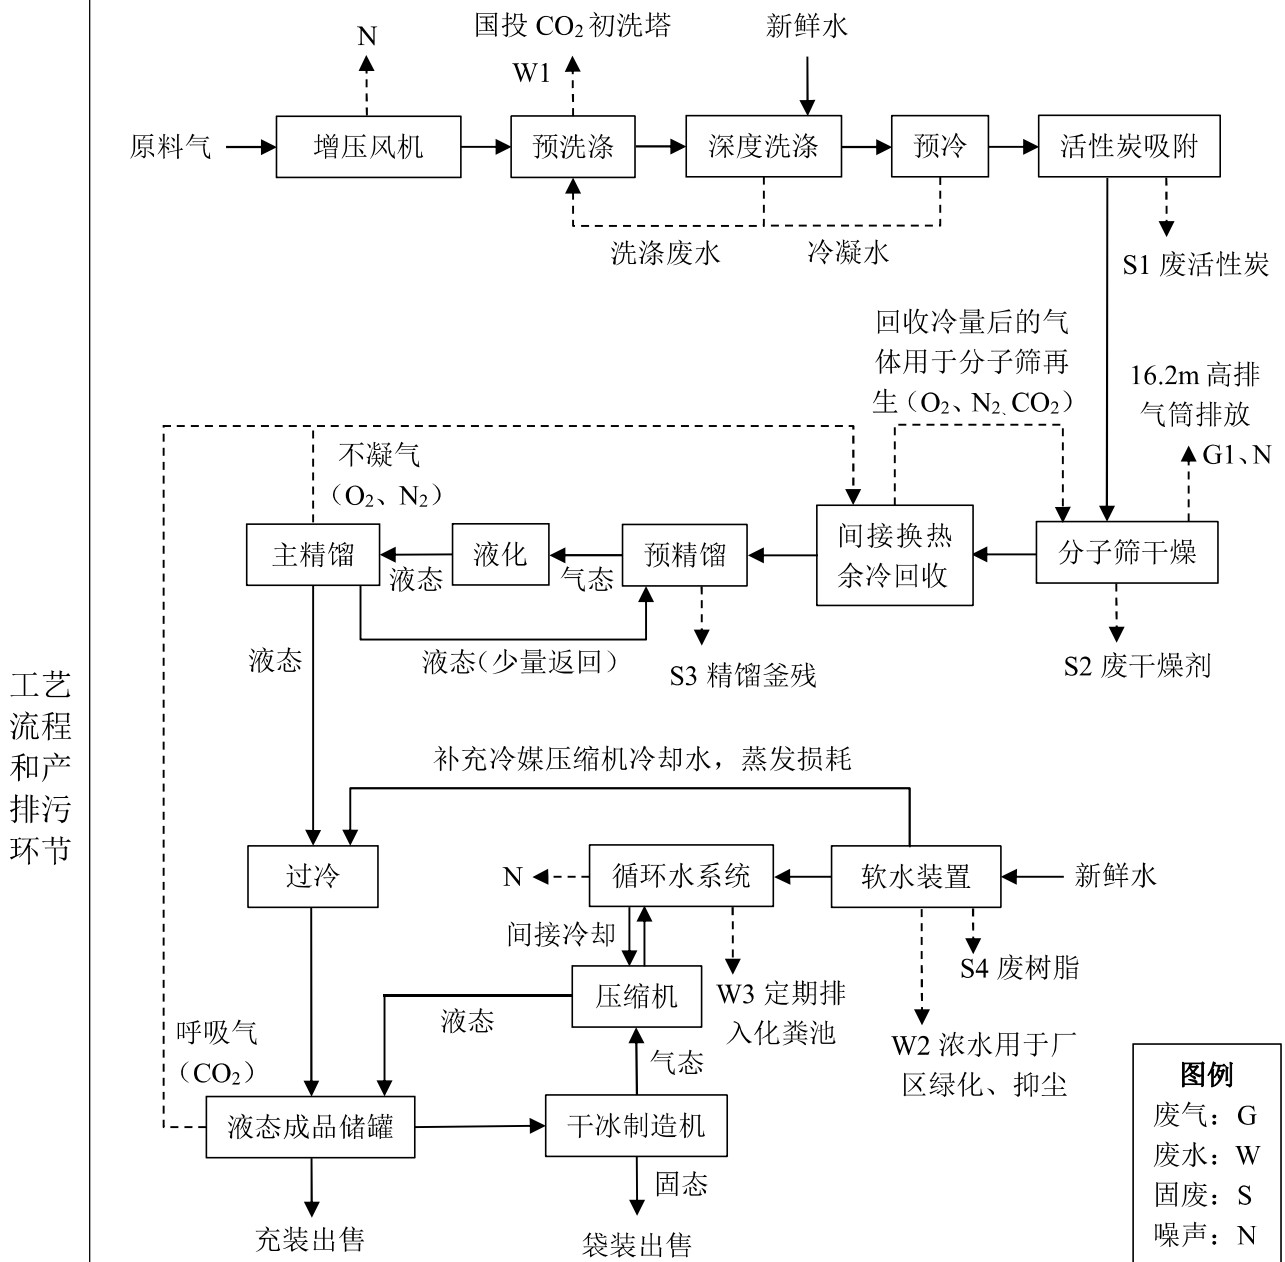 国投 CO₂初洗塔
新鲜水
N
W1
原料气
增压风机
预洗涤
深度洗涤
预冷
活性炭吸附
洗涤废水
冷凝水
S1 废活性炭
回收冷量后的气
体用于分子筛再
生（O₂、N₂、CO₂）
16.2m 高排
气筒排放
G1、N
不凝气
（O₂、N₂）
主精馏
液化
预精馏
间接换热
余冷回收
分子筛干燥
液态
气态
液态
液态（少量返回）
S3 精馏釜残
S2 废干燥剂
工艺
流程
和产
排污
环节
补充冷媒压缩机冷却水，蒸发损耗
过冷
N
循环水系统
软水装置
新鲜水
间接冷却
S4 废树脂
压缩机
W3 定期排
入化粪池
液态
呼吸气
（CO₂）
气态
W2 浓水用于厂
区绿化、抑尘
液态成品储罐
干冰制造机
固态
充装出售
袋装出售
图例
废气：G
废水：W
固废：S
噪声：N